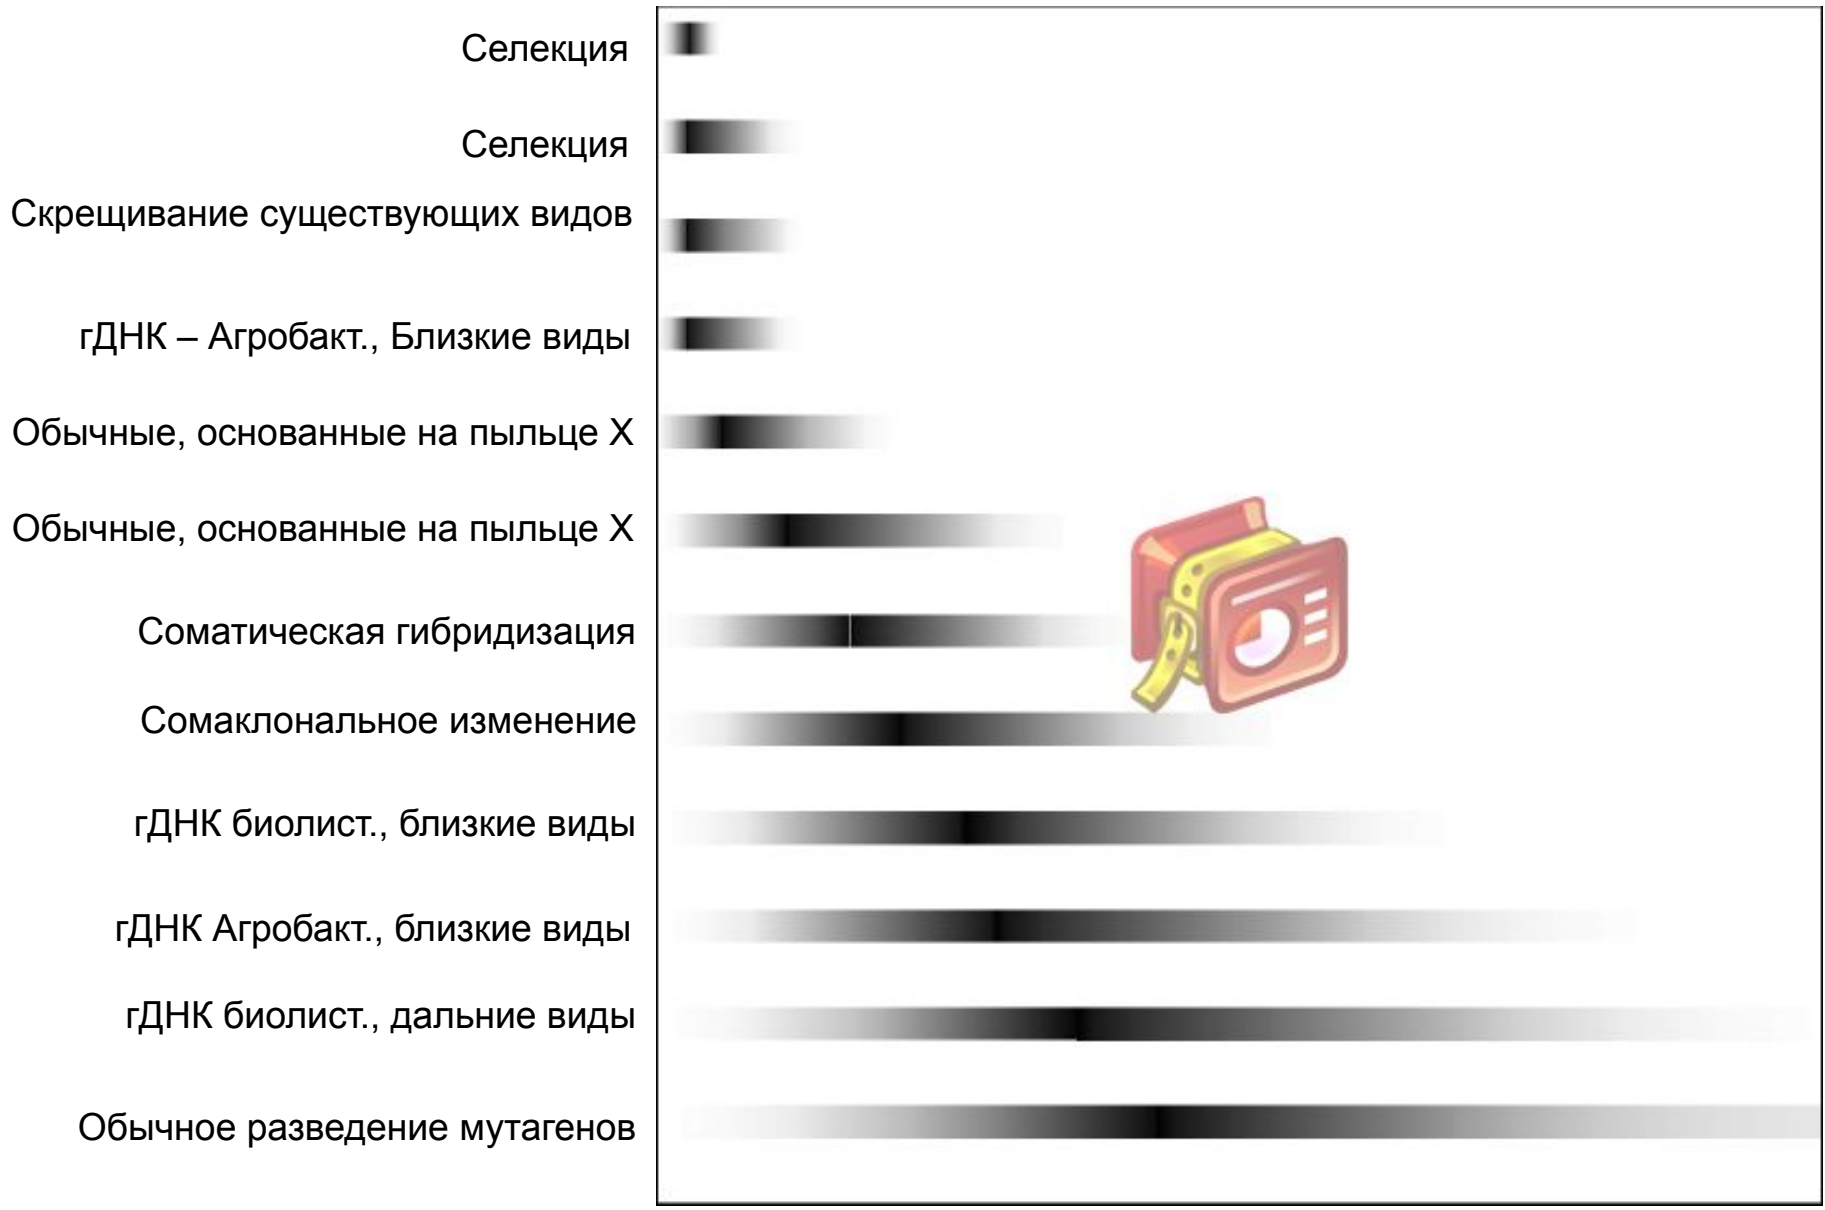 Селекция
Селекция
Скрещивание существующих видов
гДНК – Агробакт., Близкие виды
Обычные, основанные на пыльце X
Обычные, основанные на пыльце X
Соматическая гибридизация
Сомаклональное изменение
гДНК биолист., близкие виды
гДНК Агробакт., близкие виды
гДНК биолист., дальние виды
Обычное разведение мутагенов